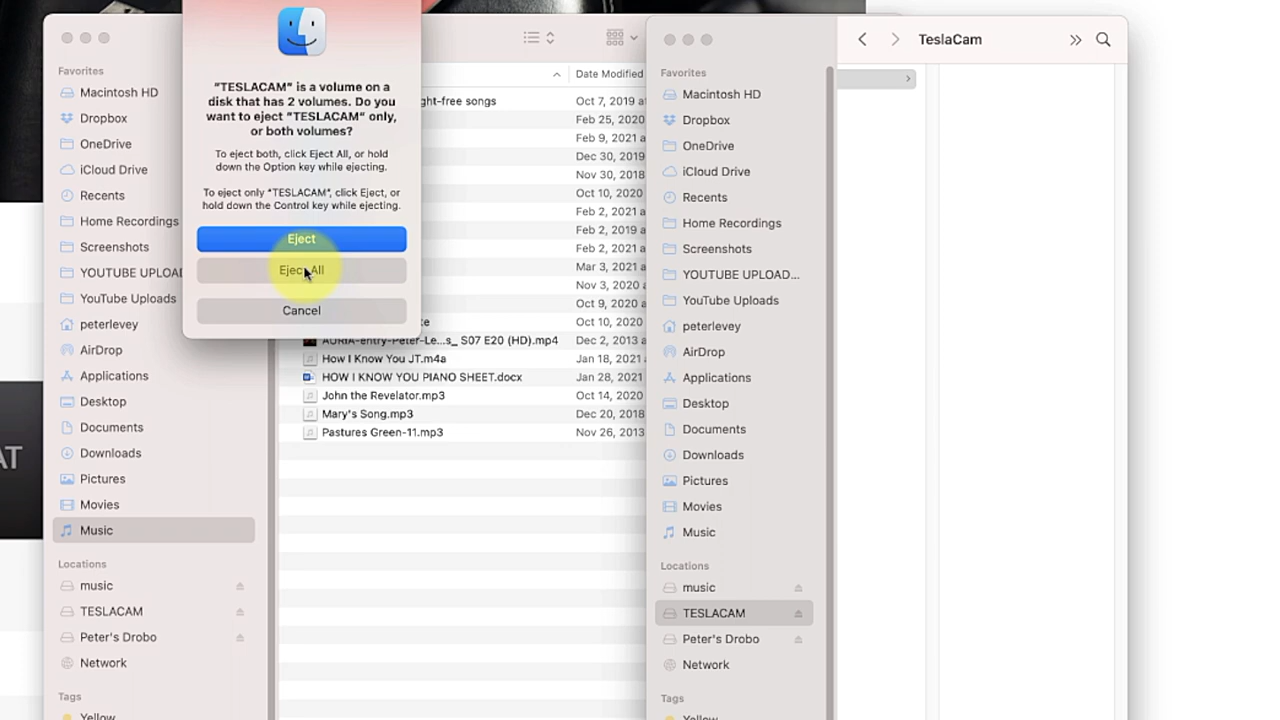 "TESLACAM" is a volume on a
disk that has 2 volumes. Do you
want to eject "TESLACAM" only,
or both volumes?
To eject both, click Eject All, or hold
down the Option key while ejecting.
To eject only "TESLACAM", click Eject, or
hold down the Control key while ejecting.
Eject
Eject All
Cancel
Favorites
Macintosh HD
Dropbox
OneDrive
iCloud Drive
Recents
Home Recordings
Screenshots
YOUTUBE UPLOAD
YouTube Uploads
peterlevey
AirDrop
Applications
Desktop
Documents
Downloads
Pictures
Movies
Music
Locations
music
TESLACAM
Peter's Drobo
Network
Tags
Yellow
Date Modified
ght-free songs
Oct 7, 2019 a
Feb 25, 2020
Feb 9, 2021 a
Dec 30, 2019
Nov 30, 2018
Oct 10, 2020
Feb 2, 2021 a
Feb 2, 2019 a
Feb 2, 2021 a
Mar 3, 2021 a
Nov 3, 2020 a
Oct 9, 2020 a
te Oct 10, 2020
AURIA-entry-Peter-Le...s_ S07 E20 (HD).mp4 Dec 2, 2013 a
How I Know You JT.m4a Jan 18, 2021
HOW I KNOW YOU PIANO SHEET.docx Jan 28, 2021
John the Revelator.mp3 Oct 14, 2020
Mary's Song.mp3 Dec 20, 2018
Pastures Green-11.mp3 Nov 26, 2013
TeslaCam
Favorites
Macintosh HD
Dropbox
OneDrive
iCloud Drive
Recents
Home Recordings
Screenshots
YOUTUBE UPLOAD...
YouTube Uploads
peterlevey
AirDrop
Applications
Desktop
Documents
Downloads
Pictures
Movies
Music
Locations
music
TESLACAM
Peter's Drobo
Network
Tags
Yellow
AT